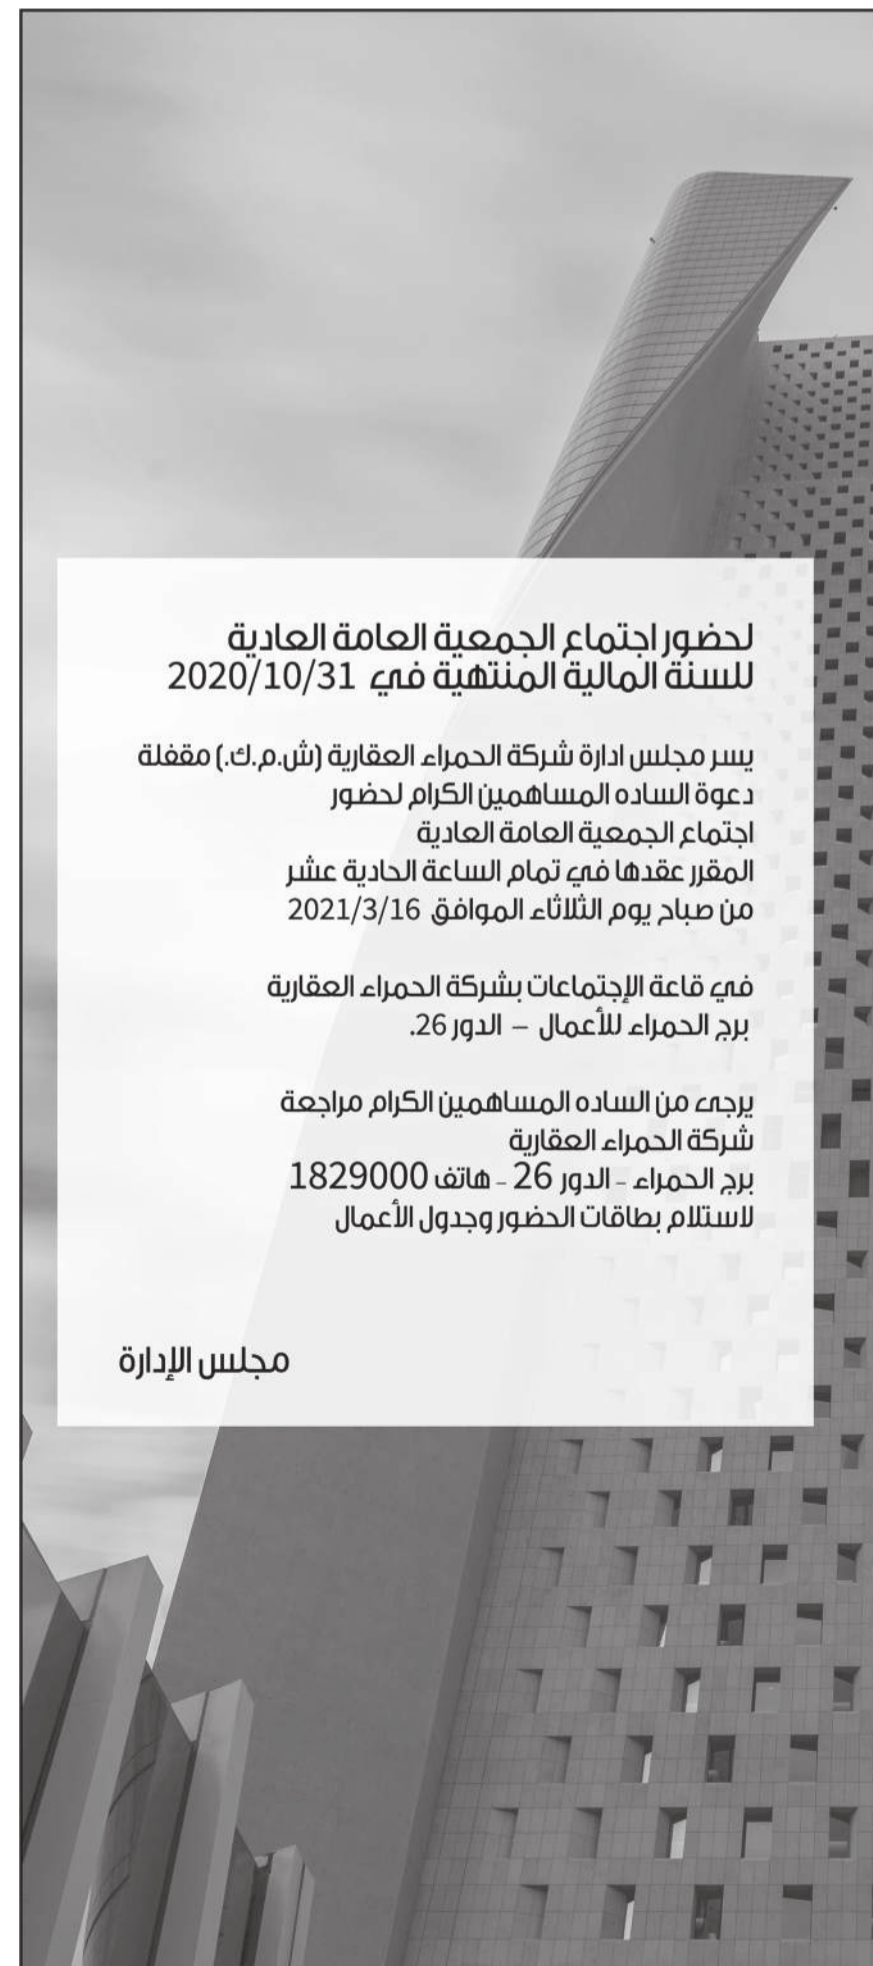 لحضور اجتماع الجمعية العامة العادية
للسنة المالية المنتهية في 2020/10/31
يسر مجلس ادارة شركة الحمراء العقارية (ش.م.ك.) مقفلة
دعوة الساده المساهمين الكرام لحضور
اجتماع الجمعية العامة العادية
المقرر عقدها في تمام الساعة الحادية عشر
من صباح يوم الثلاثاء الموافق 2021/3/16
في قاعة الإجتماعات بشركة الحمراء العقارية
برج الحمراء للأعمال – الدور 26.
يرجى من الساده المساهمين الكرام مراجعة
شركة الحمراء العقارية
برج الحمراء - الدور 26 - هاتف 1829000
لاستلام بطاقات الحضور وجدول الأعمال
مجلس الإدارة